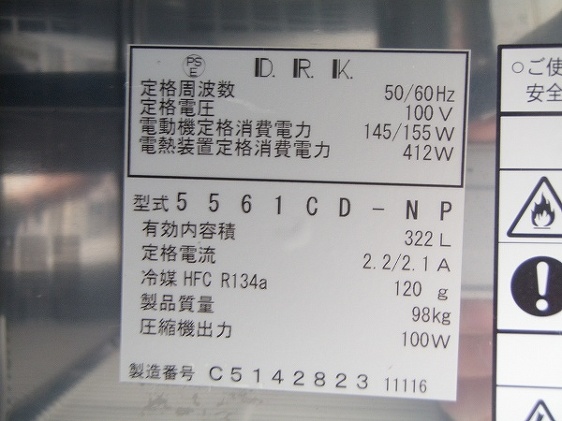 PS
E
D. R. K.
定格周波数 50/60Hz
定格電圧 100V
電動機定格消費電力 145/155W
電熱装置定格消費電力 412W
型式 5561CD-NP
有効内容積 322L
定格電流 2.2/2.1A
冷媒 HFC R134a 120g
製品質量 98kg
圧縮機出力 100W
製造番号 C5142823 11116
○ご使
安全